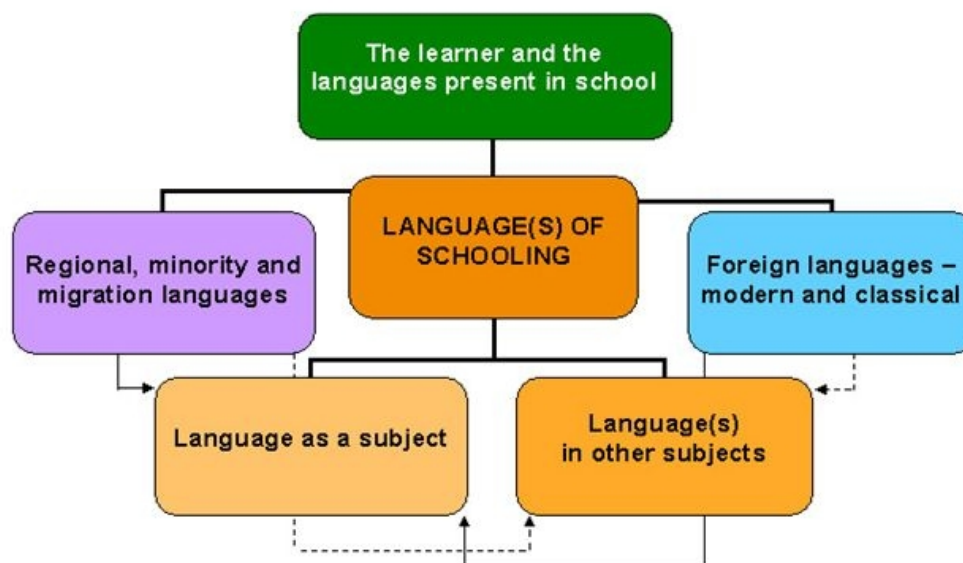 The learner and the
languages present in school
LANGUAGE(S) OF
SCHOOLING
Regional, minority and
migration languages
Foreign languages –
modern and classical
Language as a subject
Language(s)
in other subjects